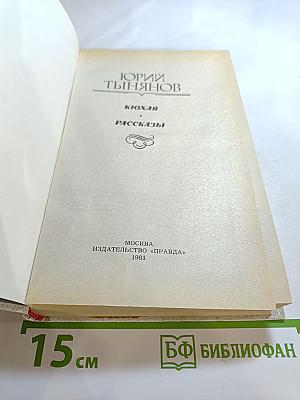 ЮРИЙ
ТЫНЯНОВ
КЮХЛЯ
•
РАССКАЗЫ
МОСКВА
ИЗДАТЕЛЬСТВО «ПРАВДА»
1981
15 см
БФ БИБЛИОФАН